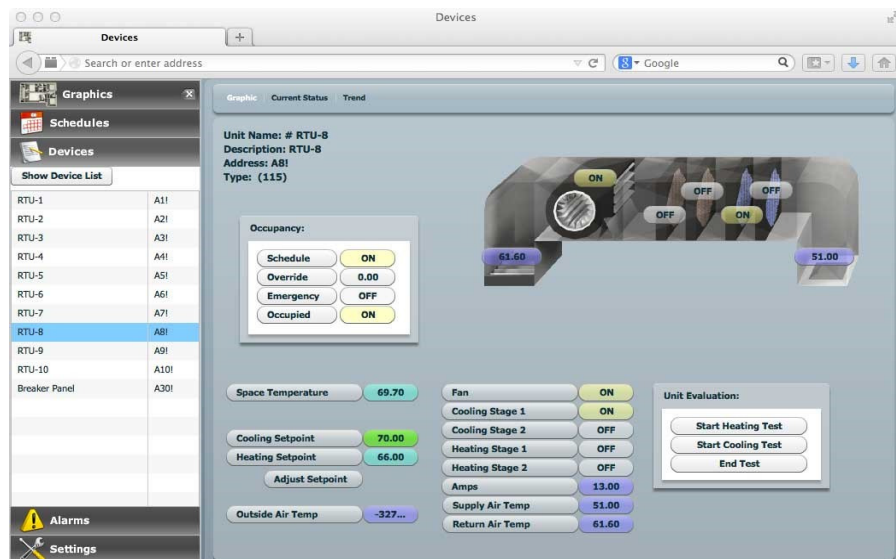 Devices
Devices
Search or enter address
Google
Graphics
Schedules
Devices
Show Device List
RTU-1 A1!
RTU-2 A2!
RTU-3 A3!
RTU-4 A4!
RTU-5 A5!
RTU-6 A6!
RTU-7 A7!
RTU-8 A8!
RTU-9 A9!
RTU-10 A10!
Breaker Panel A30!
Alarms
Settings
Graphic Current Status Trend
Unit Name: # RTU-8
Description: RTU-8
Address: A8!
Type: (115)
ON
OFF
OFF
OFF
ON
61.60
51.00
Occupancy:
Schedule ON
Override 0.00
Emergency OFF
Occupied ON
Space Temperature 69.70
Cooling Setpoint 70.00
Heating Setpoint 66.00
Adjust Setpoint
Outside Air Temp -327...
Fan ON
Cooling Stage 1 ON
Cooling Stage 2 OFF
Heating Stage 1 OFF
Heating Stage 2 OFF
Amps 13.00
Supply Air Temp 51.00
Return Air Temp 61.60
Unit Evaluation:
Start Heating Test
Start Cooling Test
End Test